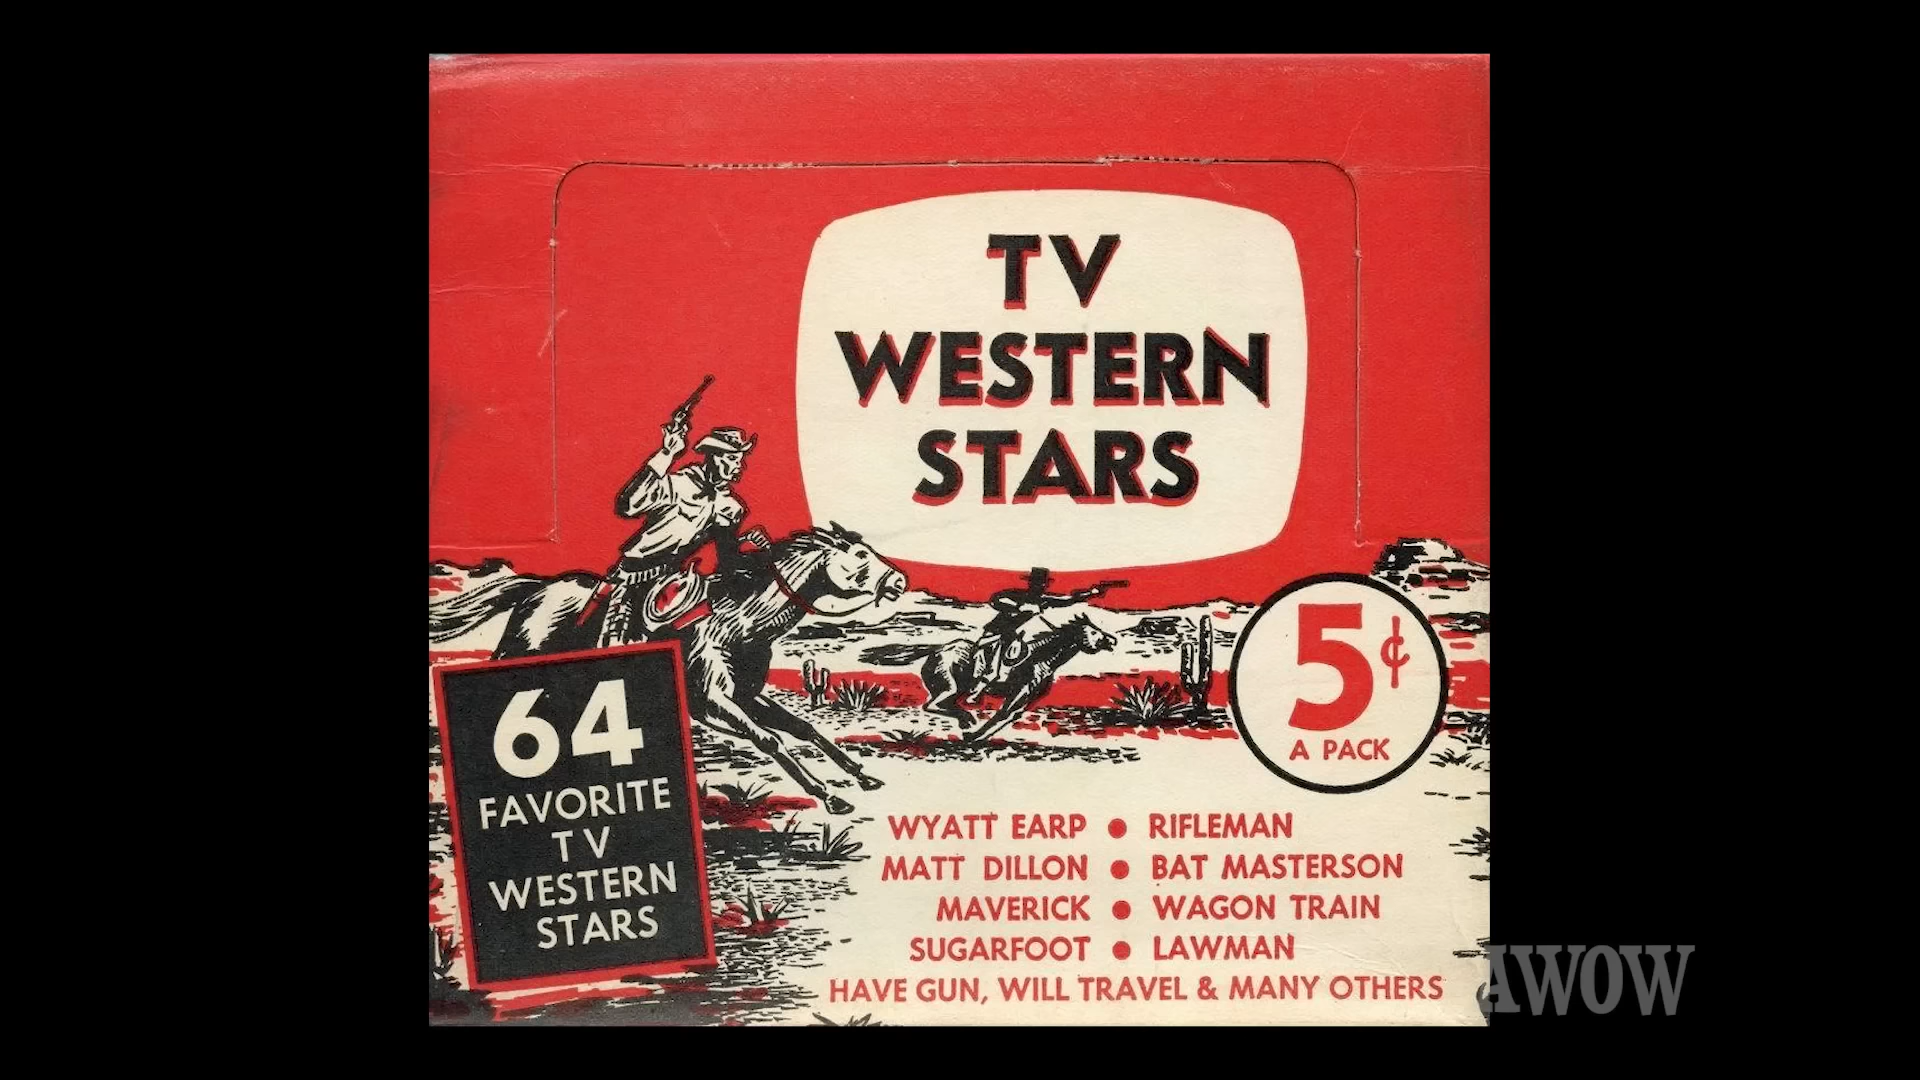 TV
WESTERN
STARS
5¢
A PACK
64
FAVORITE
TV
WESTERN
STARS
WYATT EARP • RIFLEMAN
MATT DILLON • BAT MASTERSON
MAVERICK • WAGON TRAIN
SUGARFOOT • LAWMAN
HAVE GUN, WILL TRAVEL & MANY OTHERS
AWOW